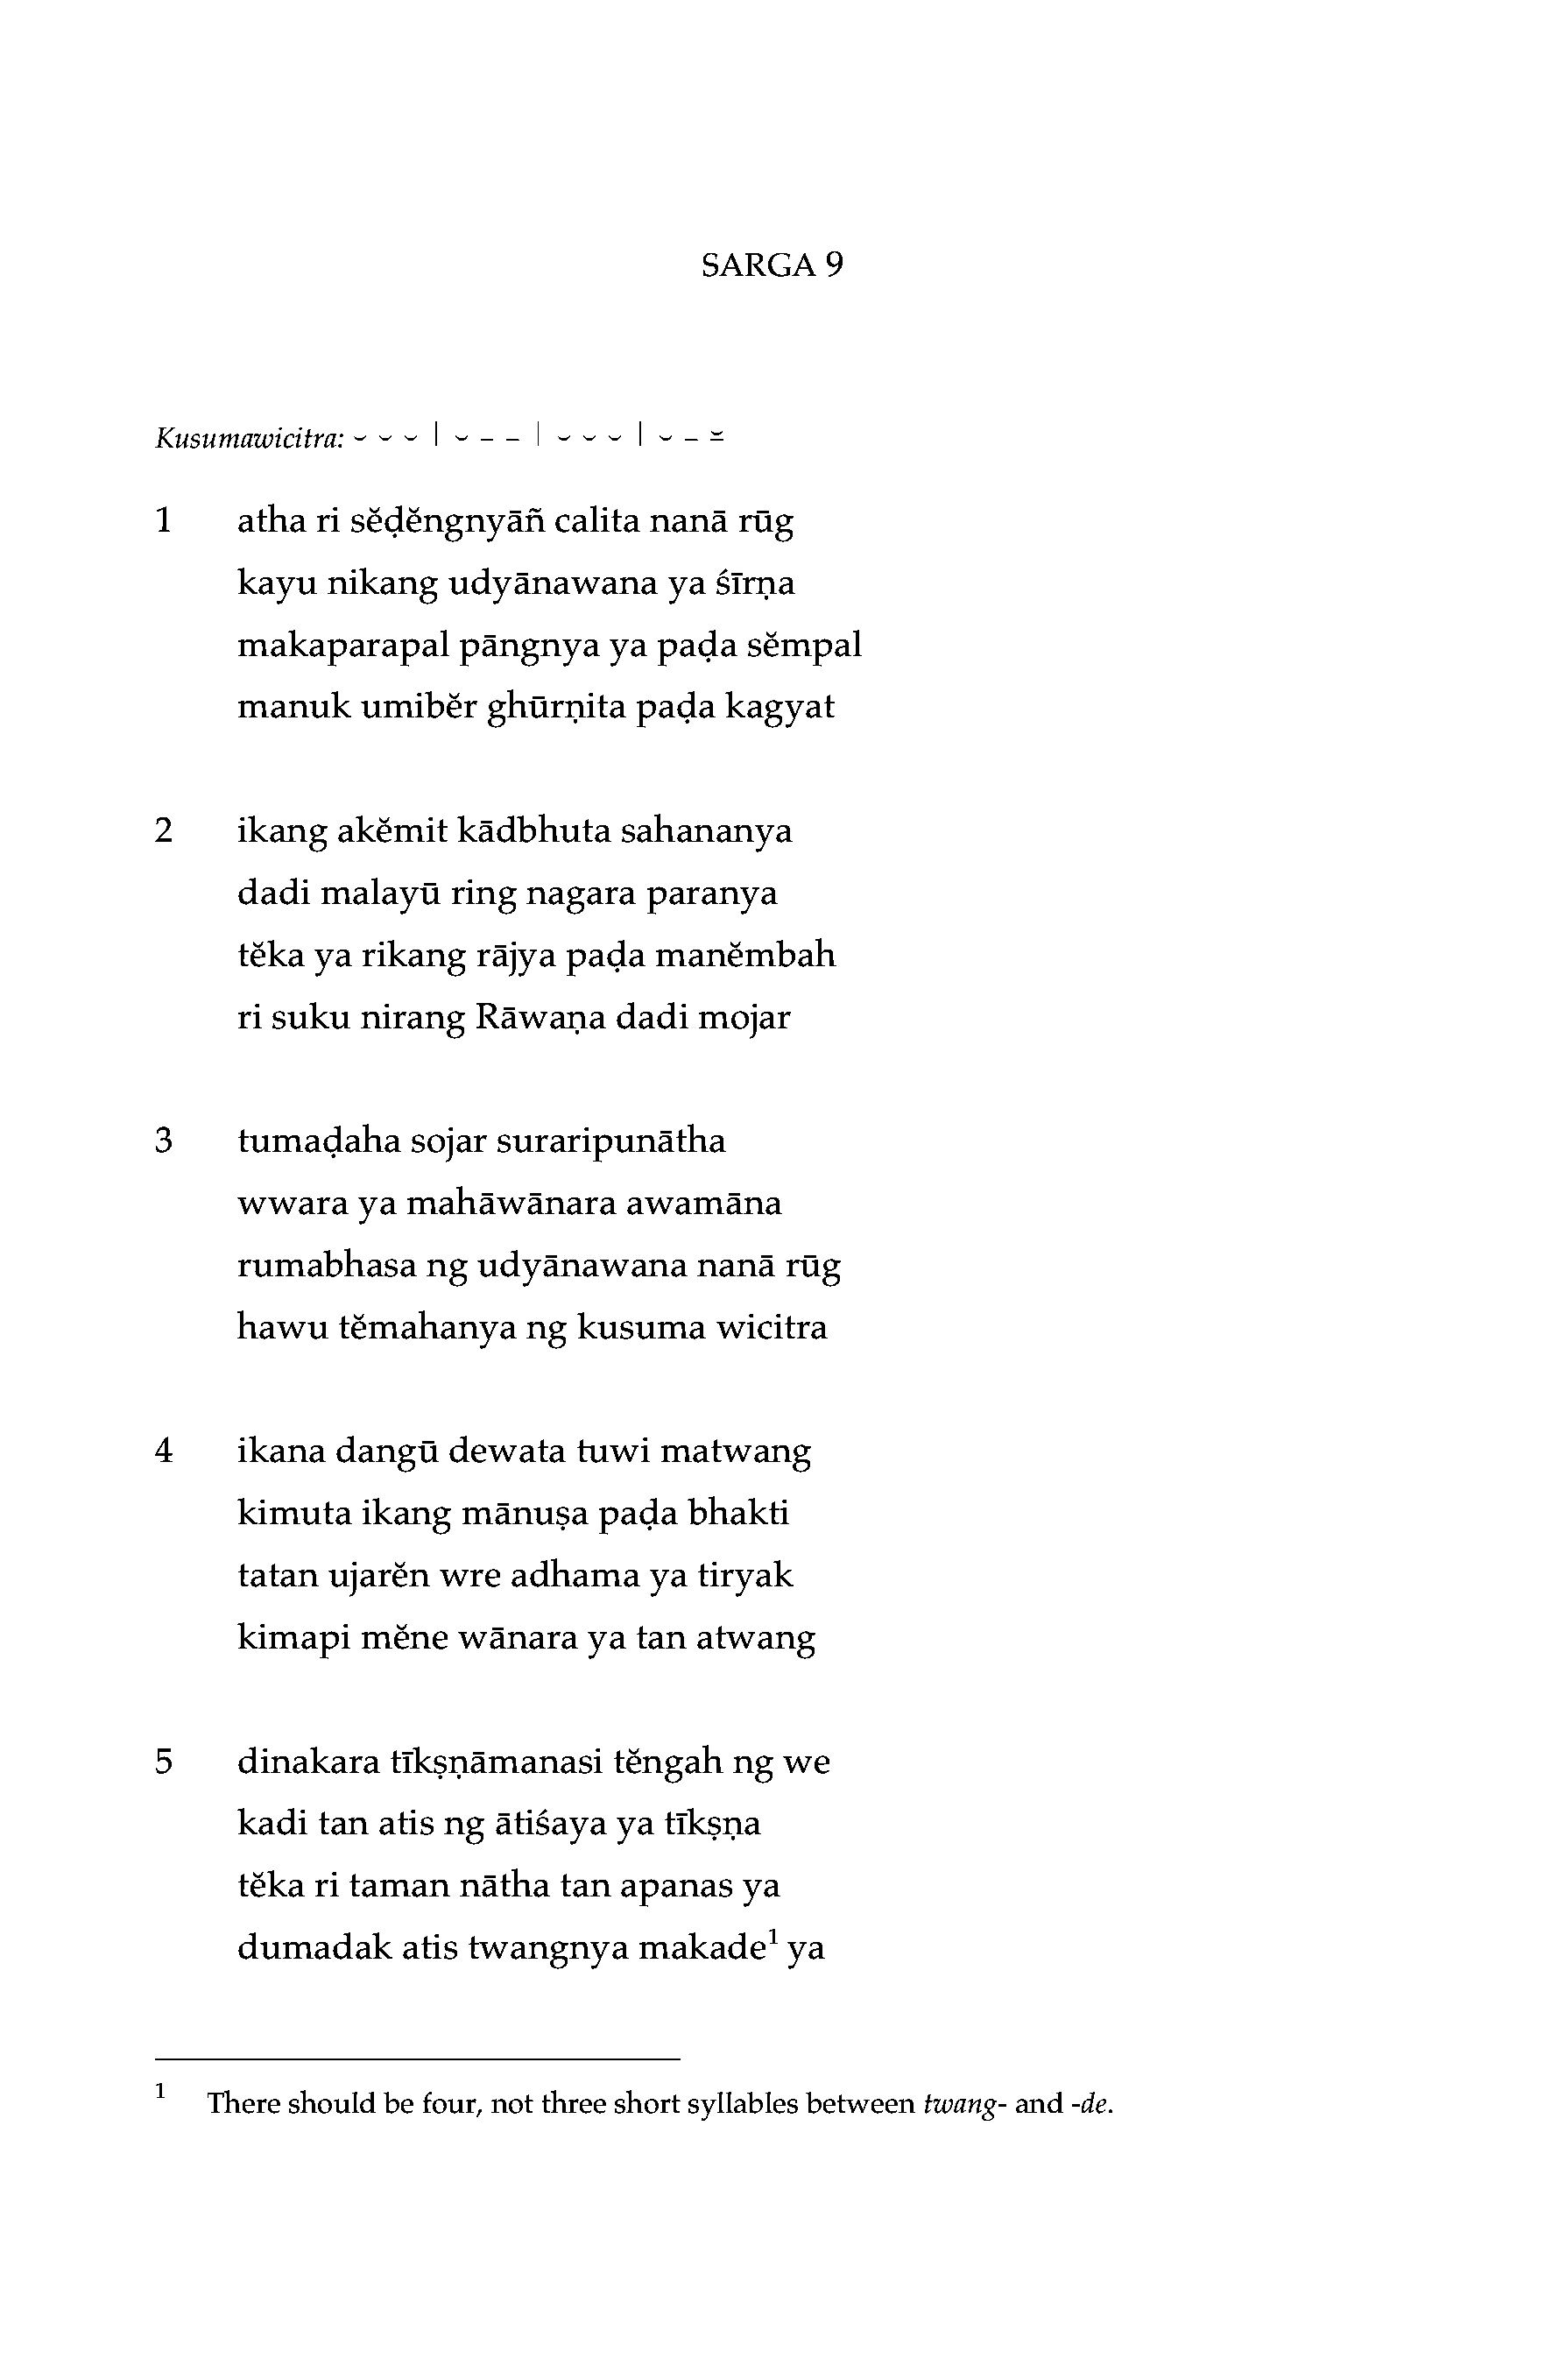 SARGA 9
Kusumawicitra: ⏑ ⏑ ⏑ | ⏑ – – | ⏑ ⏑ ⏑ | ⏑ – ⏓
1 atha ri sĕḍĕngnyāñ calita nanā rūg
kayu nikang udyānawana ya śīrṇa
makaparapal pāngnya ya paḍa sĕmpal
manuk umibĕr ghūrṇita paḍa kagyat
2 ikang akĕmit kādbhuta sahananya
dadi malayū ring nagara paranya
tĕka ya rikang rājya paḍa manĕmbah
ri suku nirang Rāwaṇa dadi mojar
3 tumaḍaha sojar suraripunātha
wwara ya mahāwānara awamāna
rumabhasa ng udyānawana nanā rūg
hawu tĕmahanya ng kusuma wicitra
4 ikana dangū dewata tuwi matwang
kimuta ikang mānuṣa paḍa bhakti
tatan ujarĕn wre adhama ya tiryak
kimapi mĕne wānara ya tan atwang
5 dinakara tīkṣṇāmanasi tĕngah ng we
kadi tan atis ng ātiśaya ya tīkṣṇa
tĕka ri taman nātha tan apanas ya
dumadak atis twangnya makade¹ ya
1 There should be four, not three short syllables between twang- and -de.